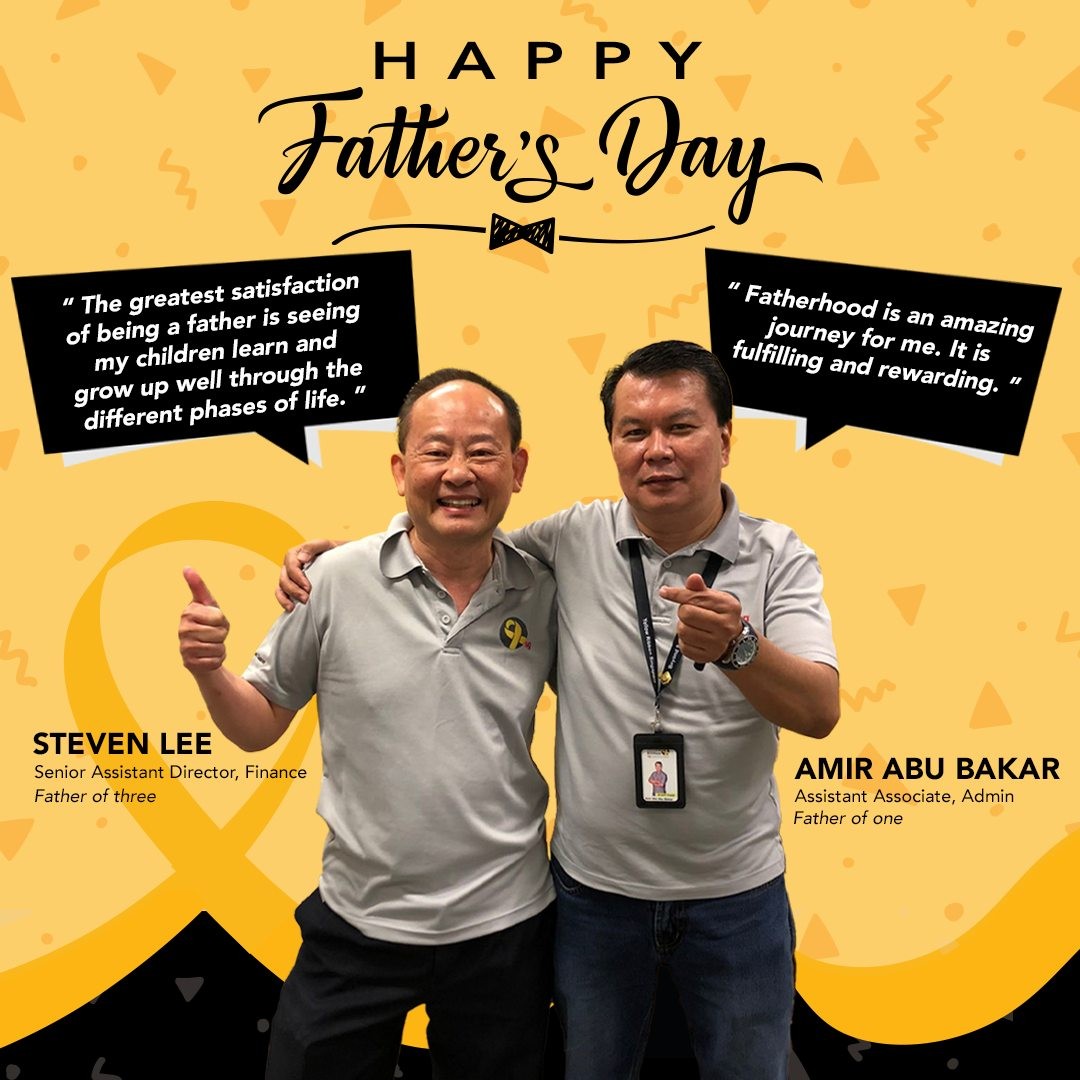 HAPPY
Father's Day
“ The greatest satisfaction
of being a father is seeing
my children learn and
grow up well through the
different phases of life. ”
“ Fatherhood is an amazing
journey for me. It is
fulfilling and rewarding. ”
STEVEN LEE
Senior Assistant Director, Finance
Father of three
AMIR ABU BAKAR
Assistant Associate, Admin
Father of one